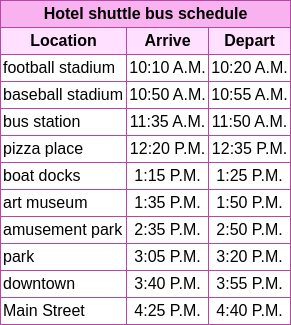 Hotel shuttle bus schedule
Location Arrive Depart
football stadium 10:10 A.M. 10:20 A.M.
baseball stadium 10:50 A.M. 10:55 A.M.
bus station 11:35 A.M. 11:50 A.M.
pizza place 12:20 P.M. 12:35 P.M.
boat docks 1:15 P.M. 1:25 P.M.
art museum 1:35 P.M. 1:50 P.M.
amusement park 2:35 P.M. 2:50 P.M.
park 3:05 P.M. 3:20 P.M.
downtown 3:40 P.M. 3:55 P.M.
Main Street 4:25 P.M. 4:40 P.M.